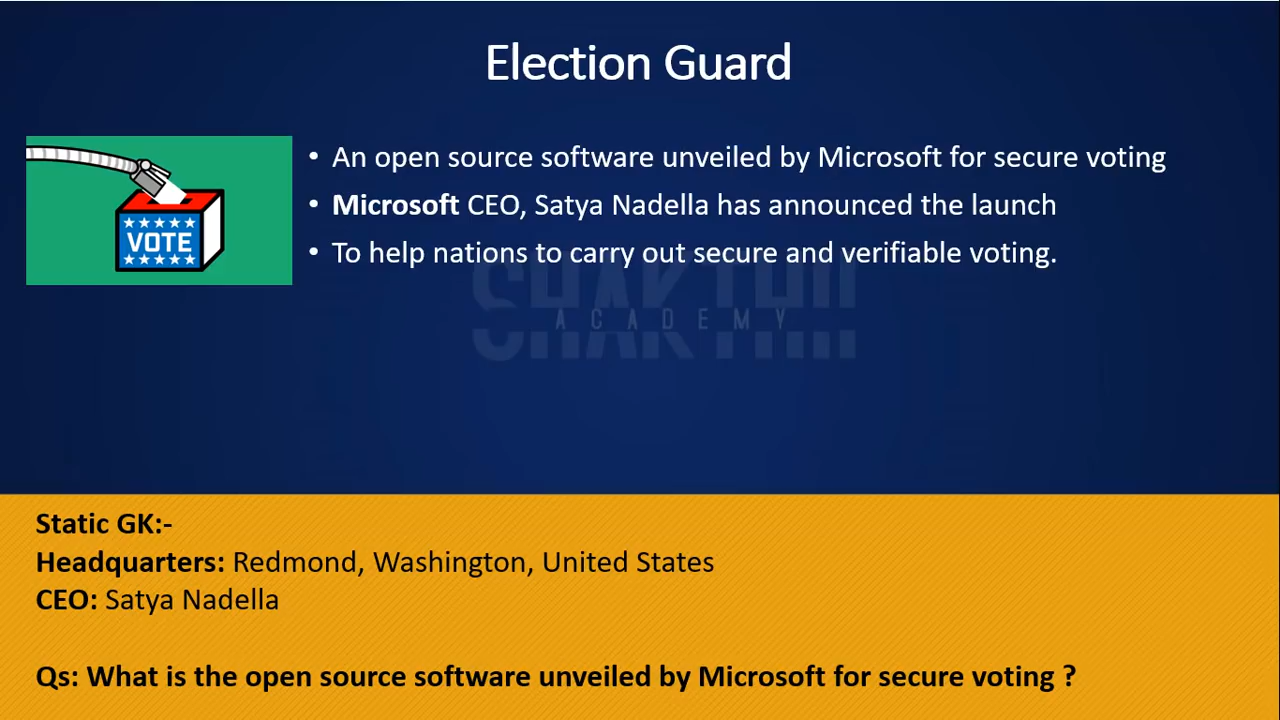 Election Guard
• An open source software unveiled by Microsoft for secure voting
• Microsoft CEO, Satya Nadella has announced the launch
• To help nations to carry out secure and verifiable voting.
VOTE
SHAKTHII
ACADEMY
Static GK:-
Headquarters: Redmond, Washington, United States
CEO: Satya Nadella
Qs: What is the open source software unveiled by Microsoft for secure voting ?